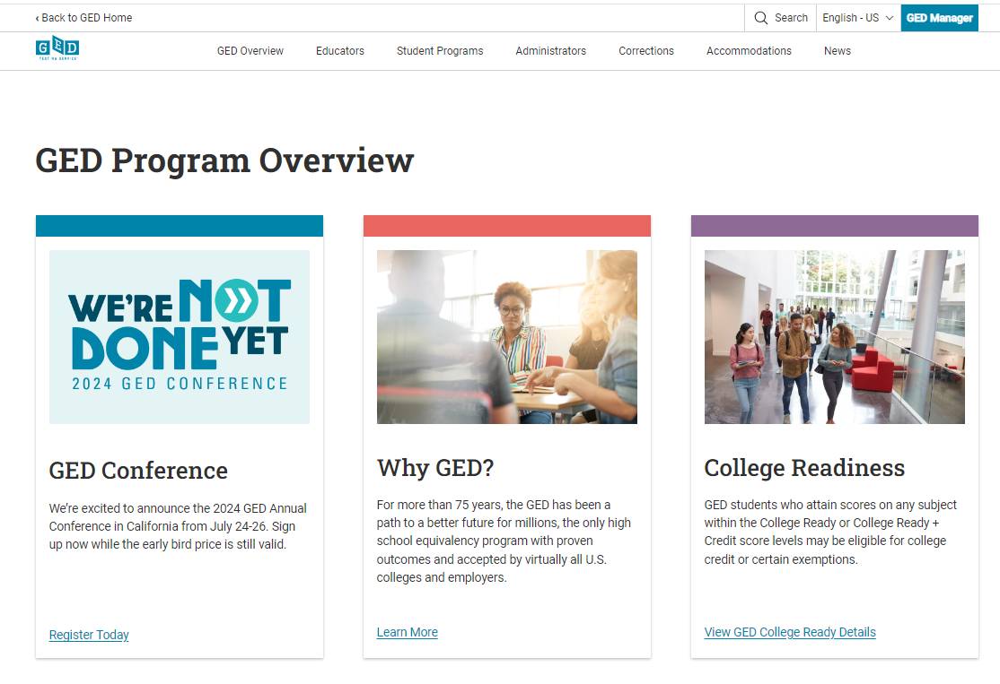 ‹ Back to GED Home
Search
English - US
GED Manager
GED
TESTING SERVICE
GED Overview
Educators
Student Programs
Administrators
Corrections
Accommodations
News
GED Program Overview
WE'RE NOT
DONE YET
2024 GED CONFERENCE
GED Conference
We're excited to announce the 2024 GED Annual
Conference in California from July 24-26. Sign
up now while the early bird price is still valid.
Register Today
Why GED?
For more than 75 years, the GED has been a
path to a better future for millions, the only high
school equivalency program with proven
outcomes and accepted by virtually all U.S.
colleges and employers.
Learn More
College Readiness
GED students who attain scores on any subject
within the College Ready or College Ready +
Credit score levels may be eligible for college
credit or certain exemptions.
View GED College Ready Details